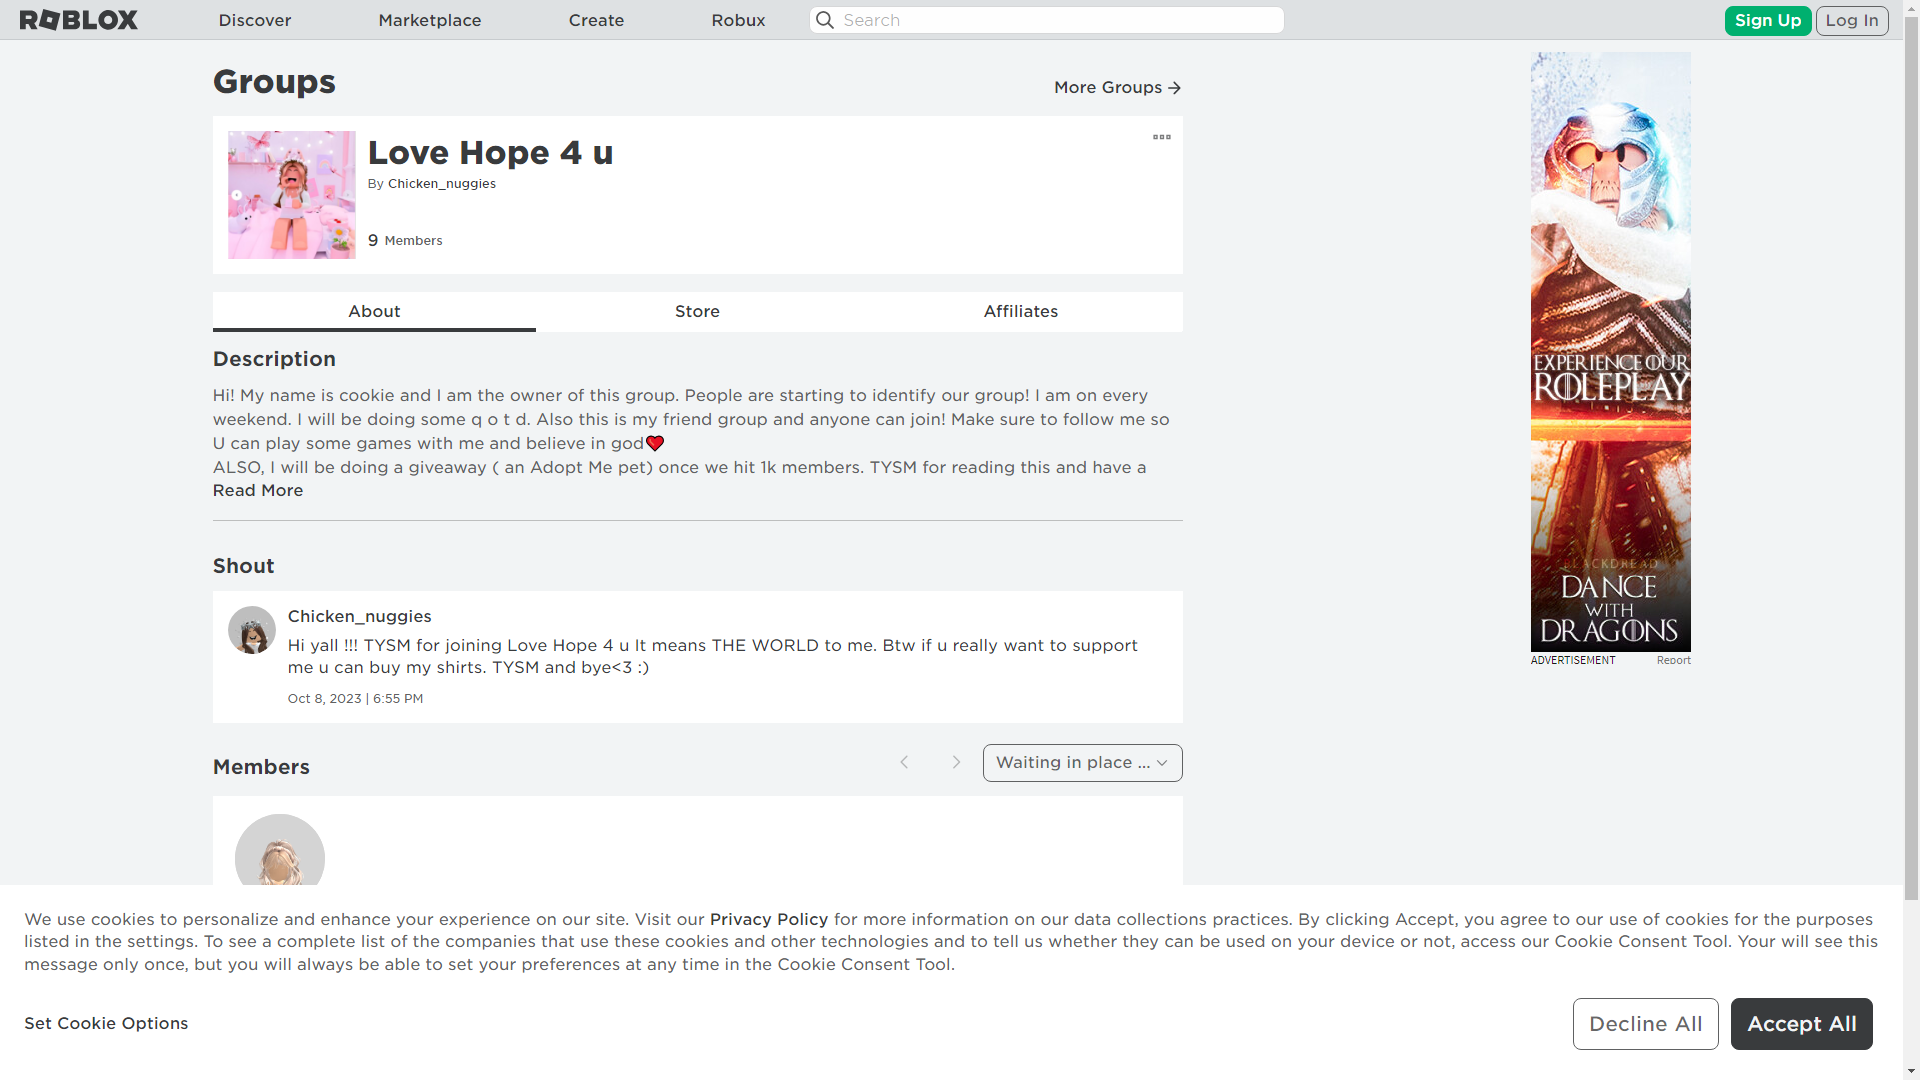 ROBLOX
Discover
Marketplace
Create
Robux
Search
Sign Up
Log In
Groups
More Groups
Love Hope 4 u
By Chicken_nuggies
9 Members
About
Store
Affiliates
Description
Hi! My name is cookie and I am the owner of this group. People are starting to identify our group! I am on every
weekend. I will be doing some q o t d. Also this is my friend group and anyone can join! Make sure to follow me so
U can play some games with me and believe in god❤
ALSO, I will be doing a giveaway ( an Adopt Me pet) once we hit 1k members. TYSM for reading this and have a
Read More
Shout
Chicken_nuggies
Hi yall !!! TYSM for joining Love Hope 4 u It means THE WORLD to me. Btw if u really want to support
me u can buy my shirts. TYSM and bye<3 :)
Oct 8, 2023 | 6:55 PM
Members
Waiting in place ...
EXPERIENCE OUR
ROLEPLAY
BLACKDREAD
DANCE
WITH
DRAGONS
ADVERTISEMENT
Report
We use cookies to personalize and enhance your experience on our site. Visit our Privacy Policy for more information on our data collections practices. By clicking Accept, you agree to our use of cookies for the purposes
listed in the settings. To see a complete list of the companies that use these cookies and other technologies and to tell us whether they can be used on your device or not, access our Cookie Consent Tool. Your will see this
message only once, but you will always be able to set your preferences at any time in the Cookie Consent Tool.
Set Cookie Options
Decline All
Accept All